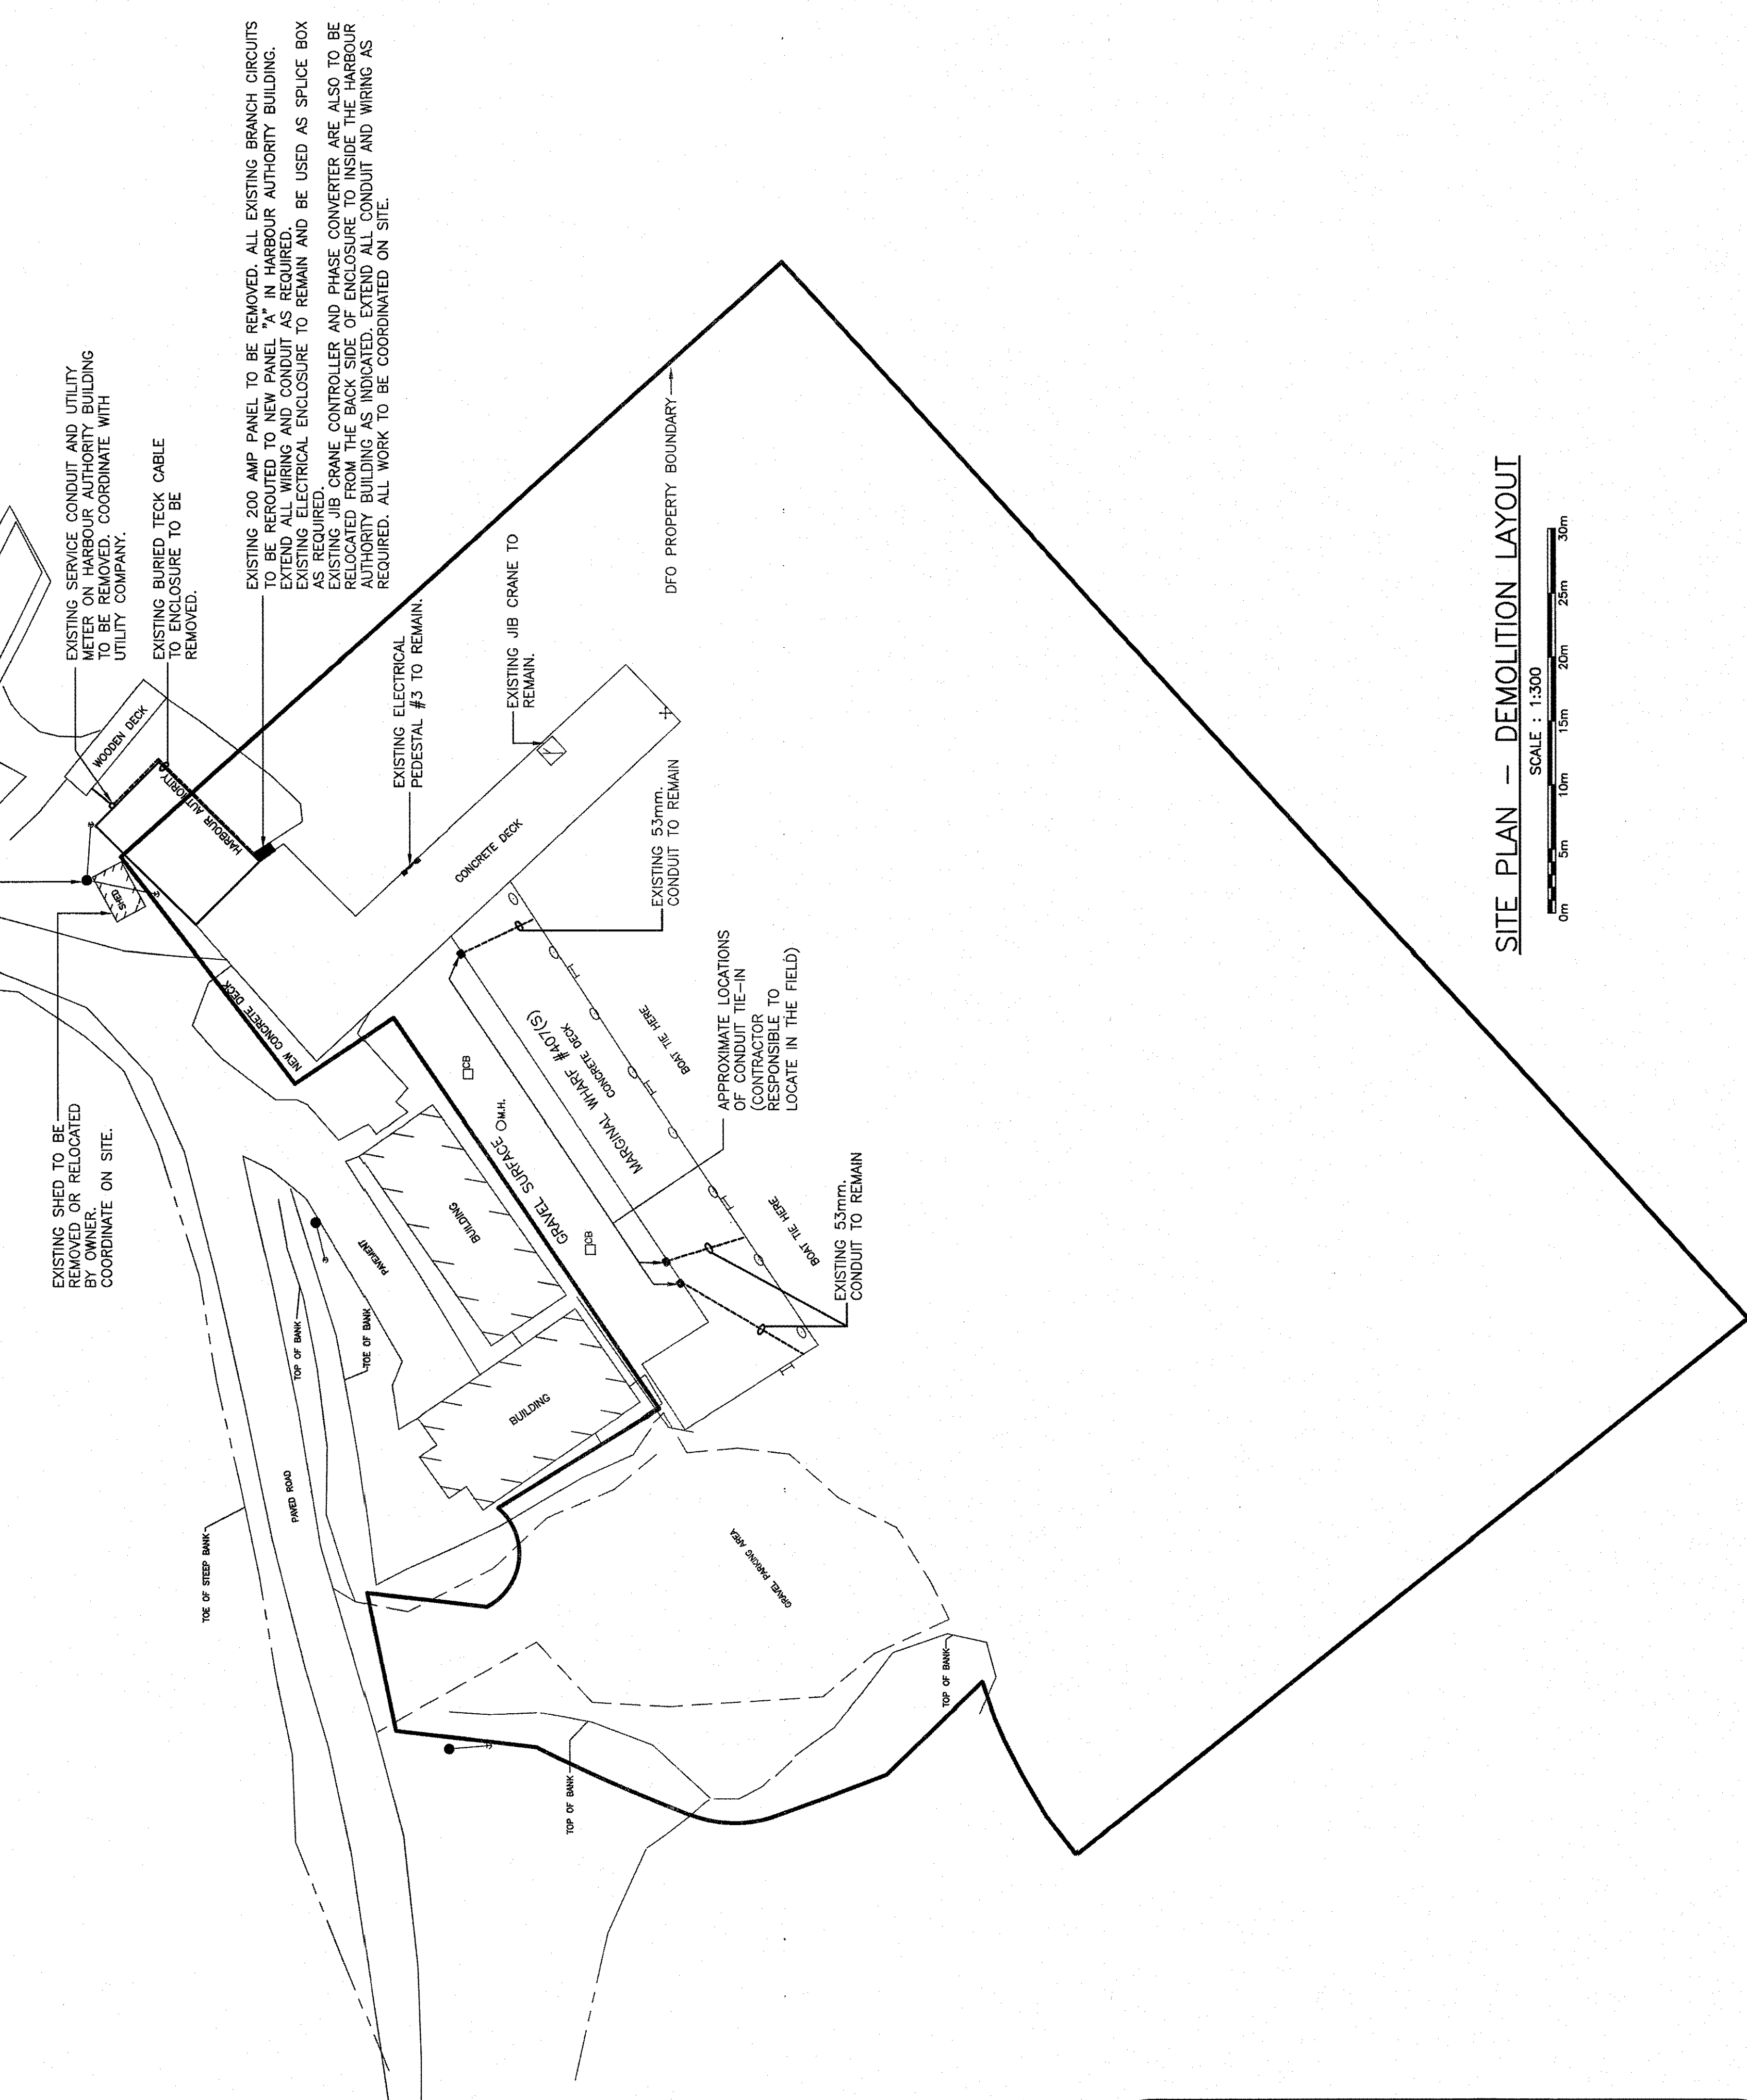 EXISTING SHED TO BE
REMOVED OR RELOCATED
BY OWNER.
COORDINATE ON SITE.
EXISTING SERVICE CONDUIT AND UTILITY
METER ON HARBOUR AUTHORITY BUILDING
TO BE REMOVED. COORDINATE WITH
UTILITY COMPANY.
EXISTING BURIED TECK CABLE
TO ENCLOSURE TO BE
REMOVED.
EXISTING 200 AMP PANEL TO BE REMOVED. ALL EXISTING BRANCH CIRCUITS
TO BE REROUTED TO NEW PANEL "A" IN HARBOUR AUTHORITY BUILDING.
EXTEND ALL WIRING AND CONDUIT AS REQUIRED.
EXISTING ELECTRICAL ENCLOSURE TO REMAIN AND BE USED AS SPLICE BOX
AS REQUIRED.
EXISTING JIB CRANE CONTROLLER AND PHASE CONVERTER ARE ALSO TO BE
RELOCATED FROM THE BACK SIDE OF ENCLOSURE TO INSIDE THE HARBOUR
AUTHORITY BUILDING AS INDICATED. EXTEND ALL CONDUIT AND WIRING AS
REQUIRED. ALL WORK TO BE COORDINATED ON SITE.
WOODEN DECK
SHED
HARBOUR AUTHORITY
NEW CONCRETE DECK
EXISTING ELECTRICAL
PEDESTAL #3 TO REMAIN.
EXISTING JIB CRANE TO
REMAIN.
CONCRETE DECK
DFO PROPERTY BOUNDARY
EXISTING 53mm.
CONDUIT TO REMAIN
TOE OF STEEP BANK
PAVED ROAD
TOP OF BANK
TOE OF BANK
PAVEMENT
BUILDING
BUILDING
GRAVEL SURFACE
M.H.
CB
CB
MARGINAL WHARF #407(S)
CONCRETE DECK
BOAT TIE HERE
BOAT TIE HERE
APPROXIMATE LOCATIONS
OF CONDUIT TIE-IN
(CONTRACTOR
RESPONSIBLE TO
LOCATE IN THE FIELD)
EXISTING 53mm.
CONDUIT TO REMAIN
GRAVEL PARKING AREA
TOP OF BANK
TOP OF BANK
SITE PLAN - DEMOLITION LAYOUT
SCALE : 1:300
0m 5m 10m 15m 20m 25m 30m